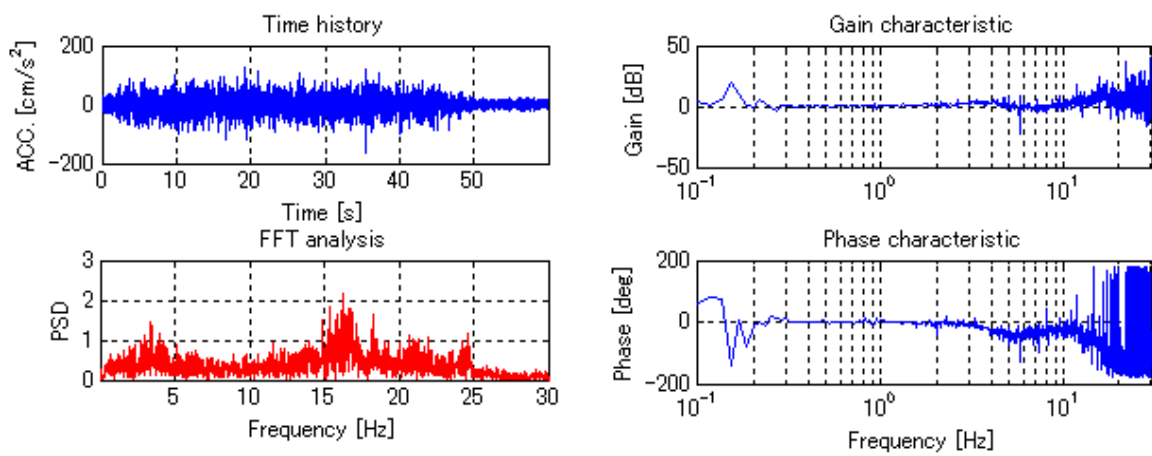 Time history
ACC. [cm/s²]
200
0
-200
0 10 20 30 40 50
Time [s]
Gain characteristic
Gain [dB]
50
0
-50
10⁻¹ 10⁰ 10¹
FFT analysis
PSD
3
2
1
0
5 10 15 20 25 30
Frequency [Hz]
Phase characteristic
Phase [deg]
200
0
-200
10⁻¹ 10⁰ 10¹
Frequency [Hz]